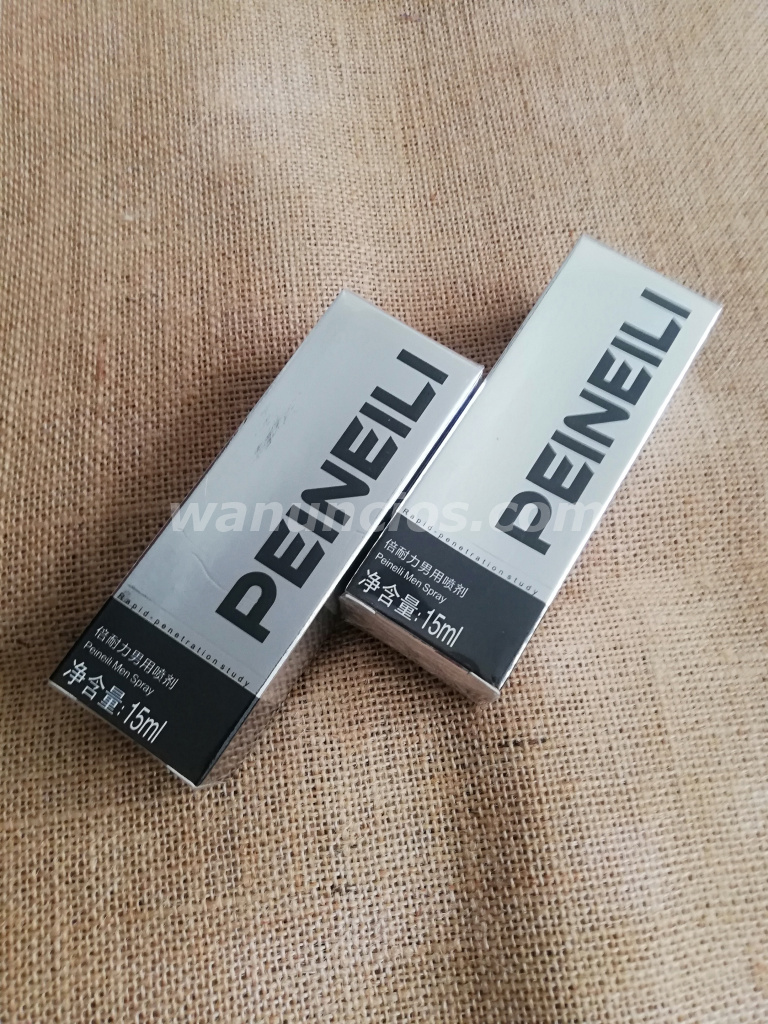 PEINEILI
Rapid-penetrationstudy
倍耐力男用喷剂
Peineili Men Spray
净含量:15ml
PEINEILI
Rapid-penetrationstudy
倍耐力男用喷剂
Peineili Men Spray
净含量:15ml
wanuncios.com